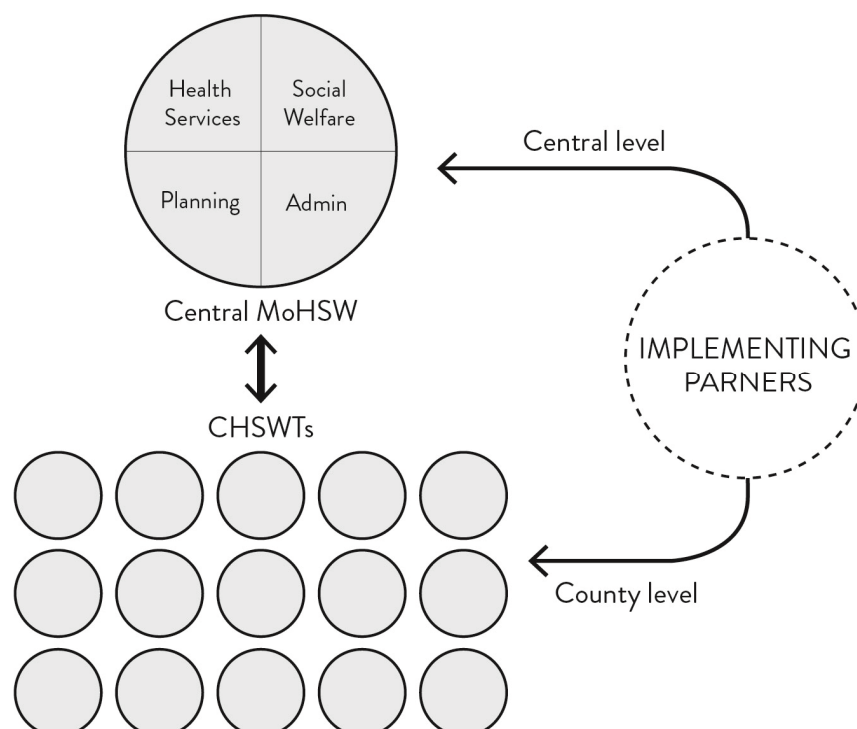 Health
Services
Social
Welfare
Planning
Admin
Central MoHSW
CHSWTs
Central level
IMPLEMENTING
PARNERS
County level